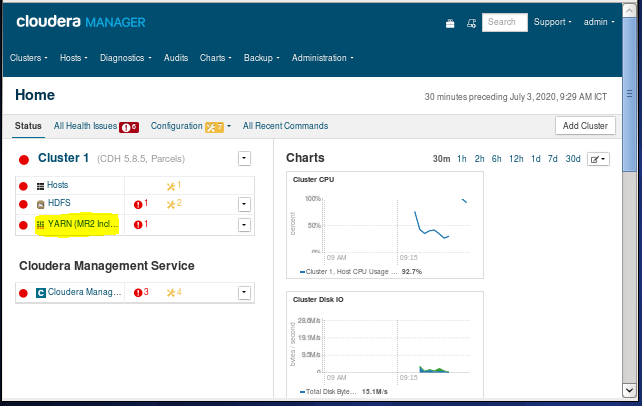 cloudera MANAGER
Search
Support
admin
Clusters
Hosts
Diagnostics
Audits
Charts
Backup
Administration
Home
30 minutes preceding July 3, 2020, 9:29 AM ICT
Status
All Health Issues 6
Configuration 7
All Recent Commands
Add Cluster
Cluster 1 (CDH 5.8.5, Parcels)
Hosts 1
HDFS 1 2
YARN (MR2 Incl... 1
Cloudera Management Service
C Cloudera Manag... 3 4
Charts
30m 1h 2h 6h 12h 1d 7d 30d
Cluster CPU
percent
100%
50%
0%
09 AM 09:15
Cluster 1, Host CPU Usage ... 92.7%
Cluster Disk IO
bytes / second
28.6M/s
19.1M/s
9.5M/s
0
09 AM 09:15
Total Disk Byte... 15.1M/s